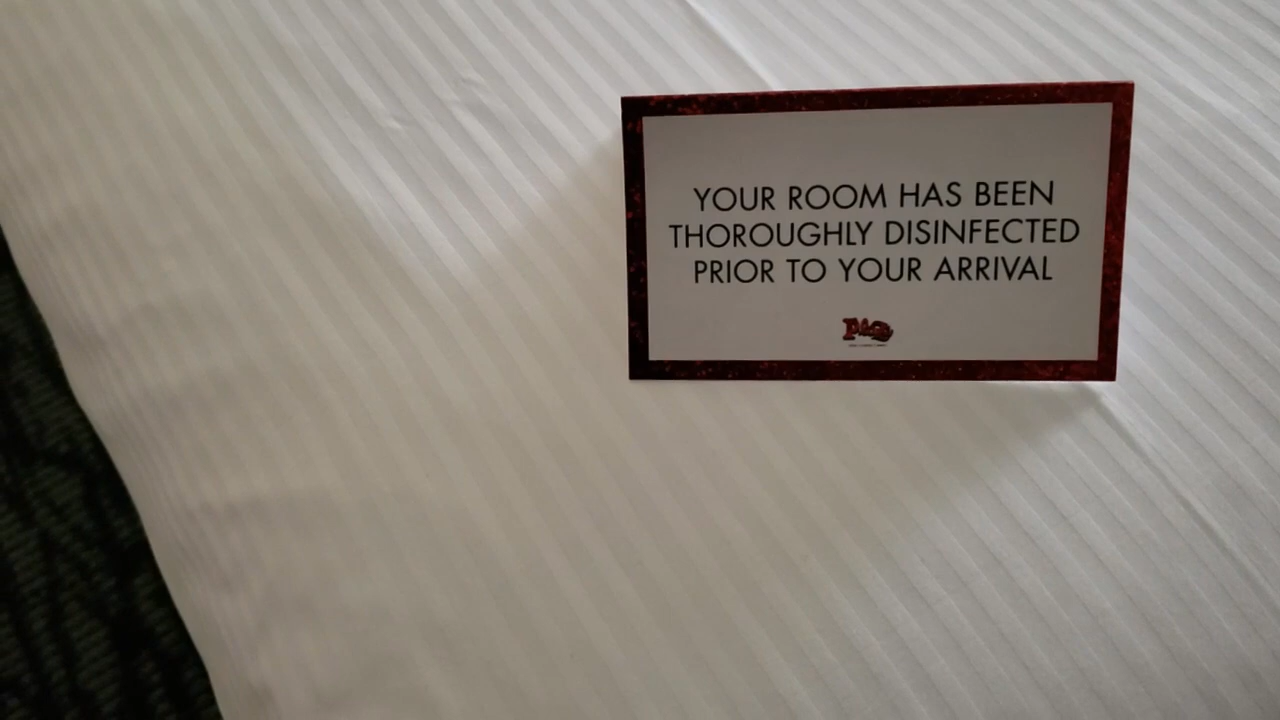 YOUR ROOM HAS BEEN
THOROUGHLY DISINFECTED
PRIOR TO YOUR ARRIVAL